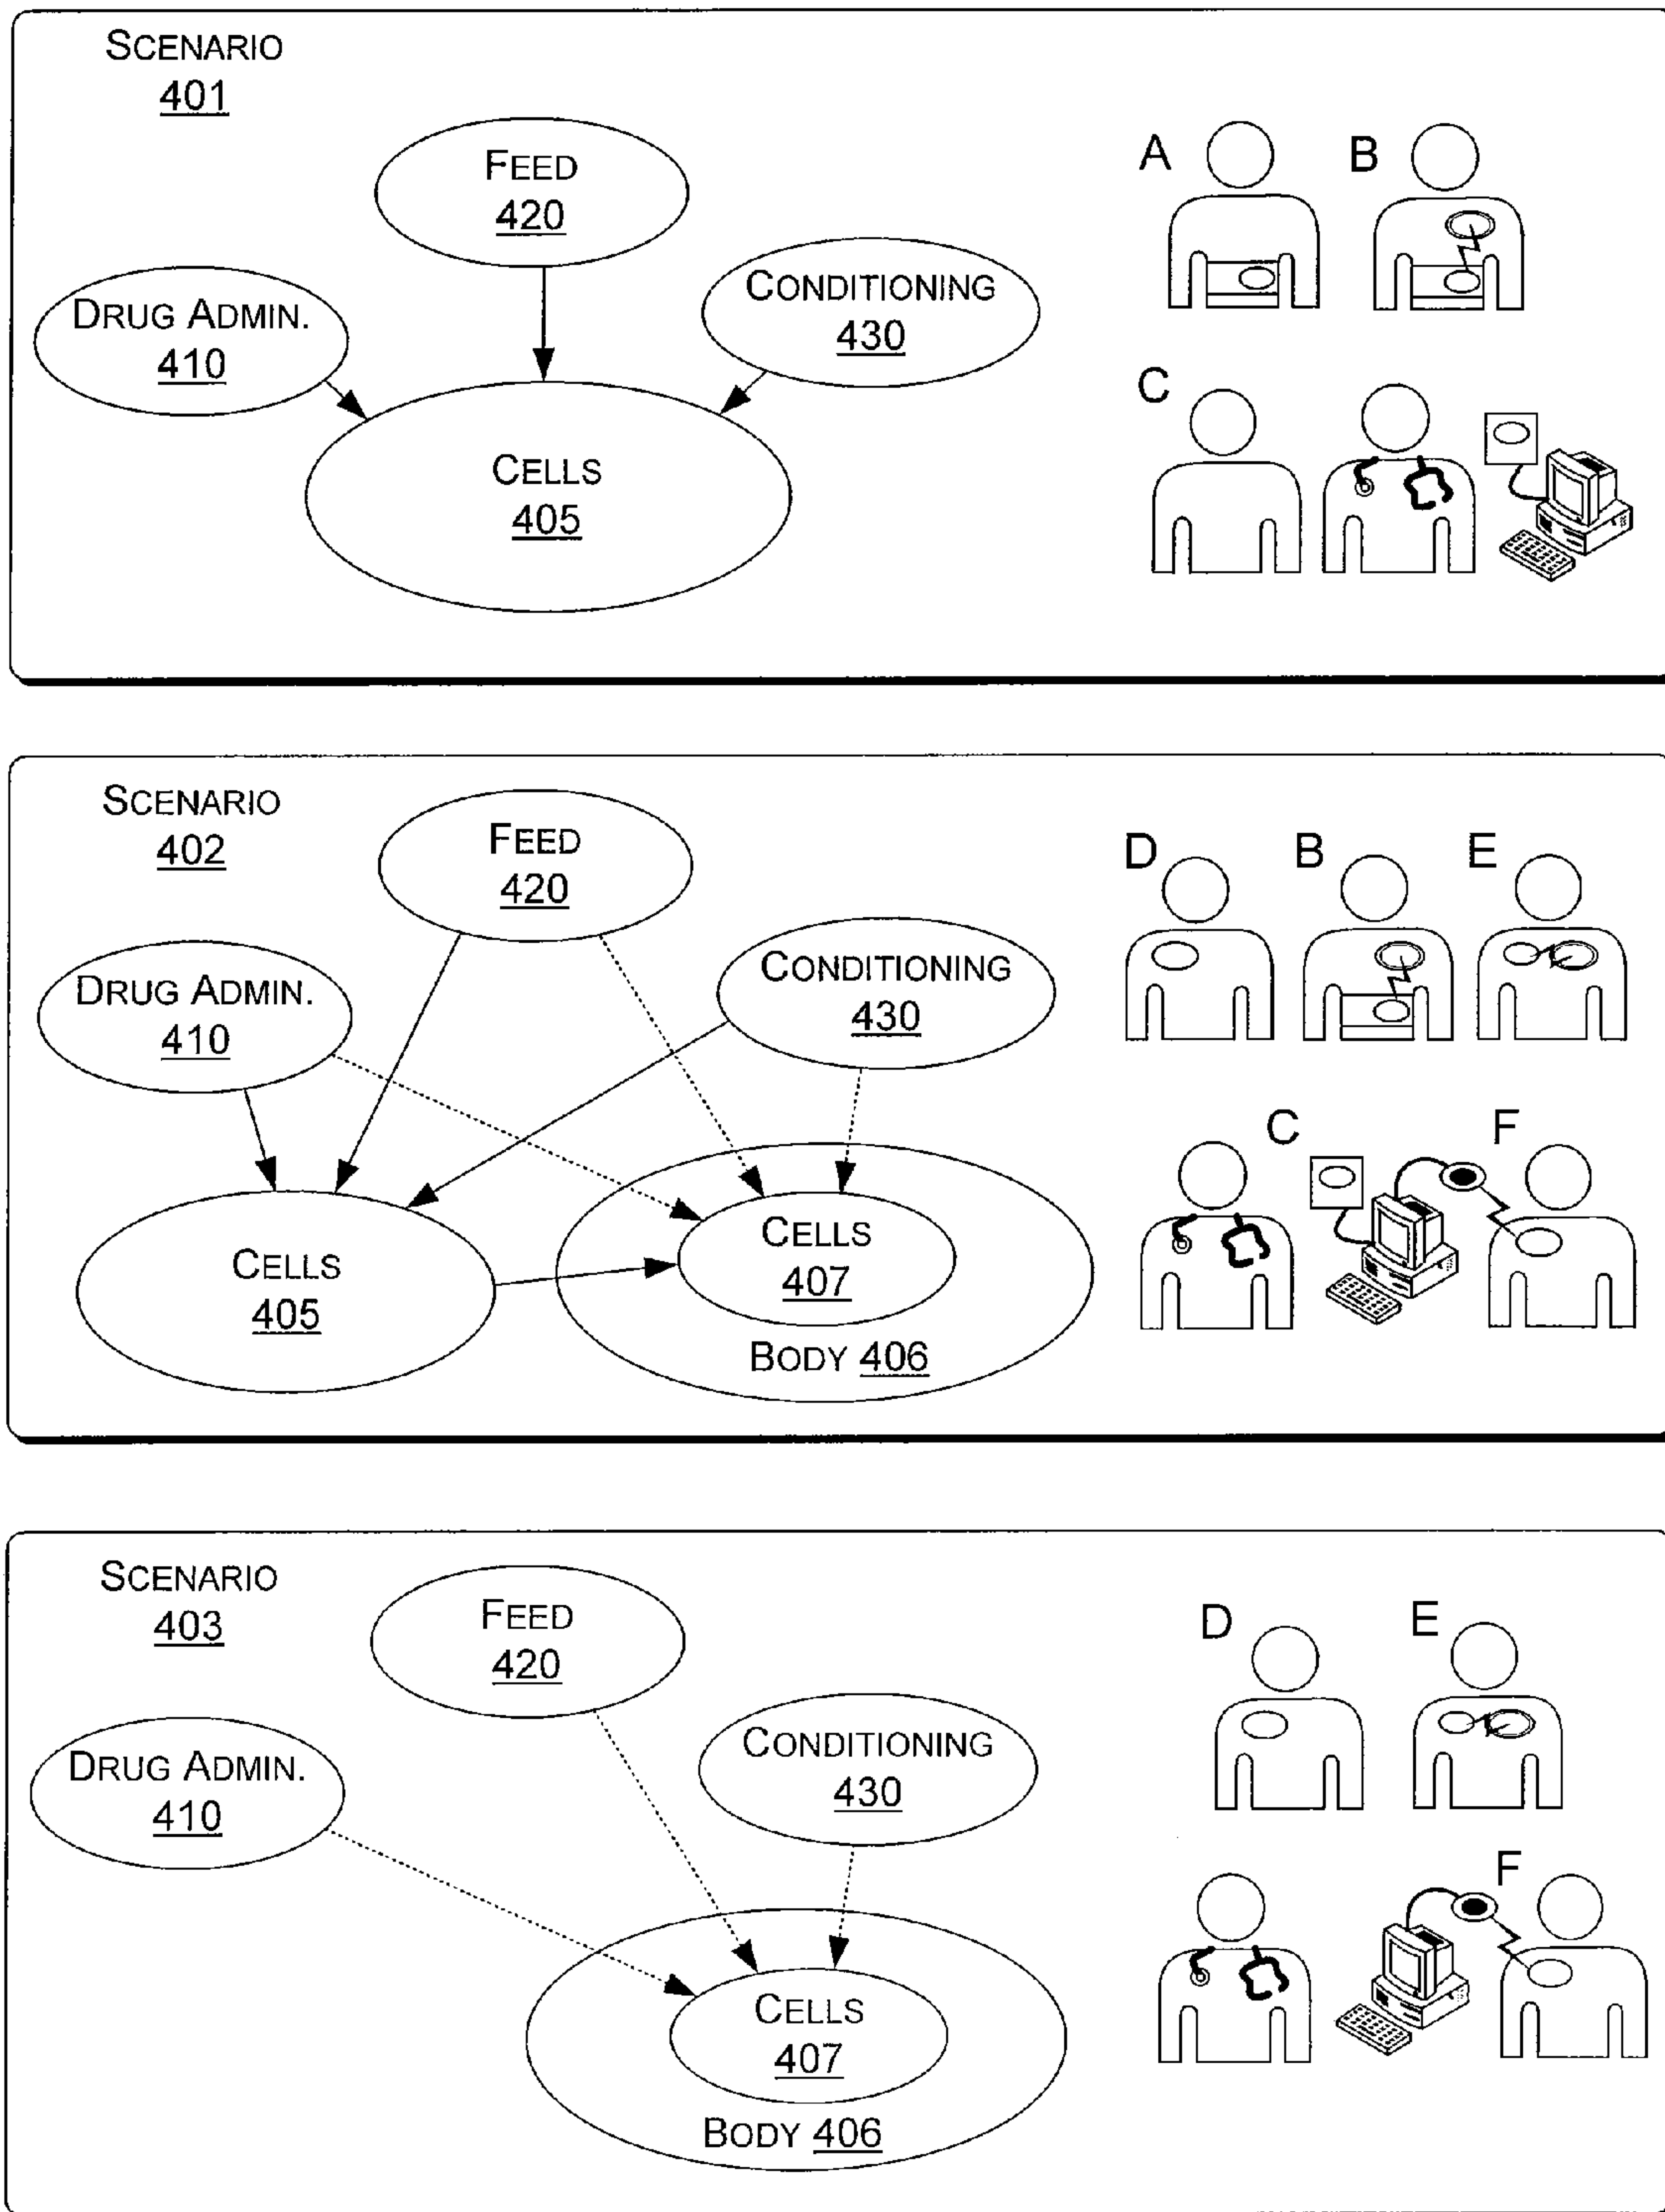 SCENARIO
401
FEED
420
DRUG ADMIN.
410
CONDITIONING
430
CELLS
405
A
B
C
SCENARIO
402
FEED
420
DRUG ADMIN.
410
CONDITIONING
430
CELLS
405
CELLS
407
BODY 406
D
B
E
C
F
SCENARIO
403
FEED
420
DRUG ADMIN.
410
CONDITIONING
430
CELLS
407
BODY 406
D
E
F